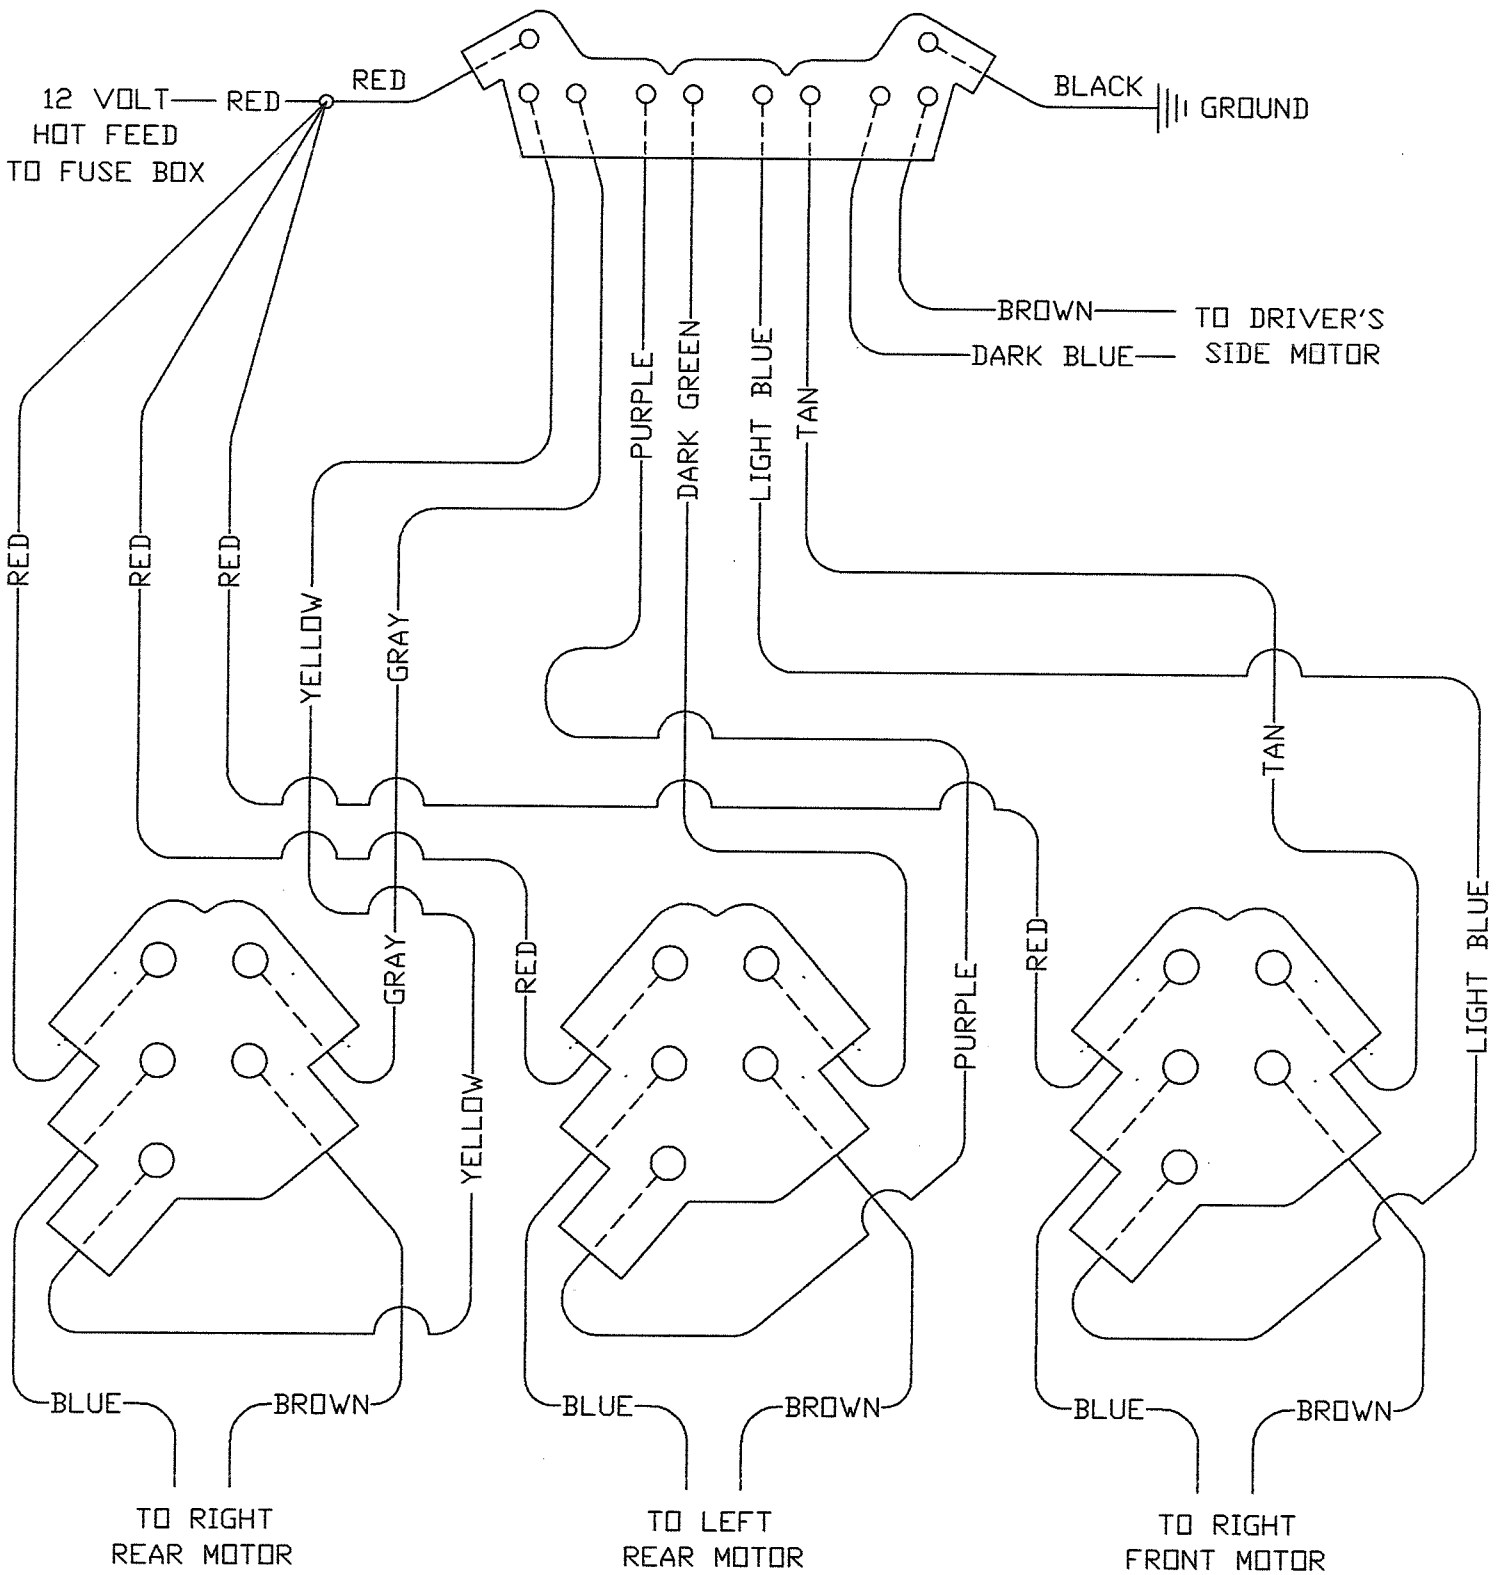 RED
BLACK
12 VOLT RED
GROUND
HOT FEED
TO FUSE BOX
BROWN TO DRIVER'S
DARK BLUE SIDE MOTOR
PURPLE
DARK GREEN
LIGHT BLUE
TAN
RED
RED
RED
YELLOW
GRAY
TAN
GRAY
RED
PURPLE
RED
LIGHT BLUE
YELLOW
BLUE
BROWN
BLUE
BROWN
BLUE
BROWN
TO RIGHT
REAR MOTOR
TO LEFT
REAR MOTOR
TO RIGHT
FRONT MOTOR